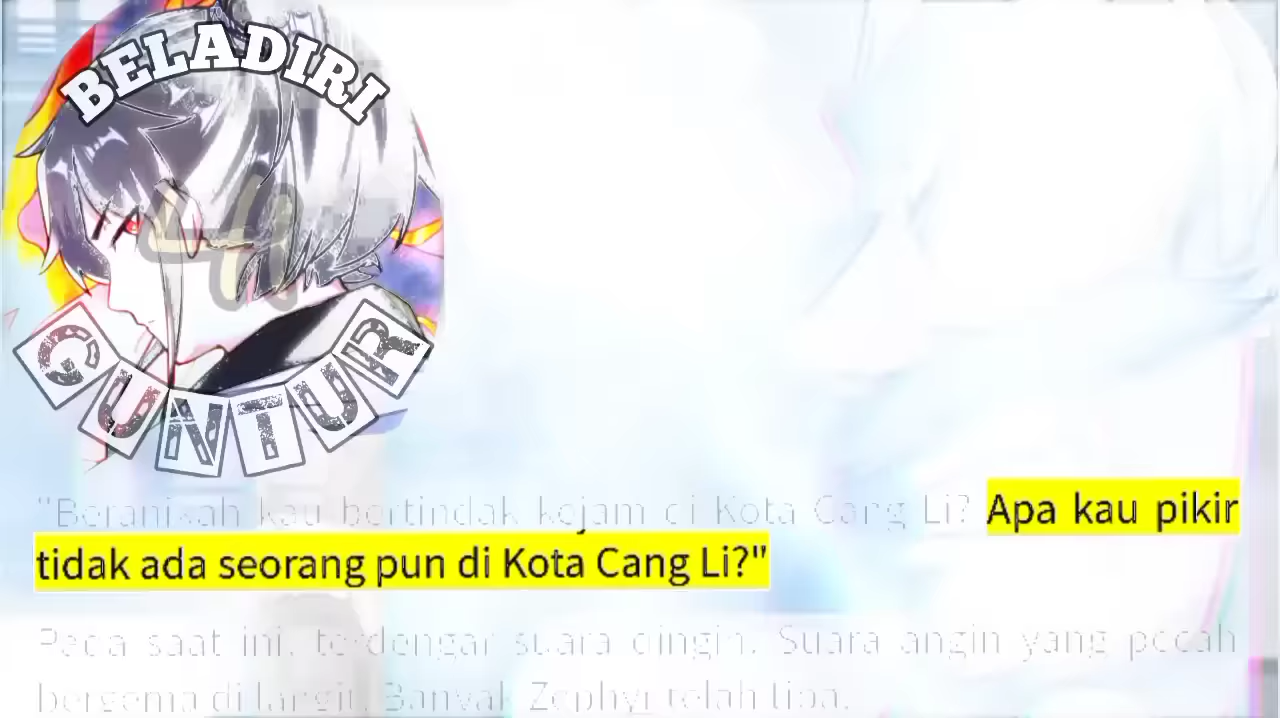 BELADIRI
GUNTUR
"Beranikah kau bertindak kejam di Kota Cang Li? Apa kau pikir
tidak ada seorang pun di Kota Cang Li?"
Pada saat ini, terdengar suara dingin. Suara angin yang pecah
bergema di langit. Banyak Zephyr telah tiba.